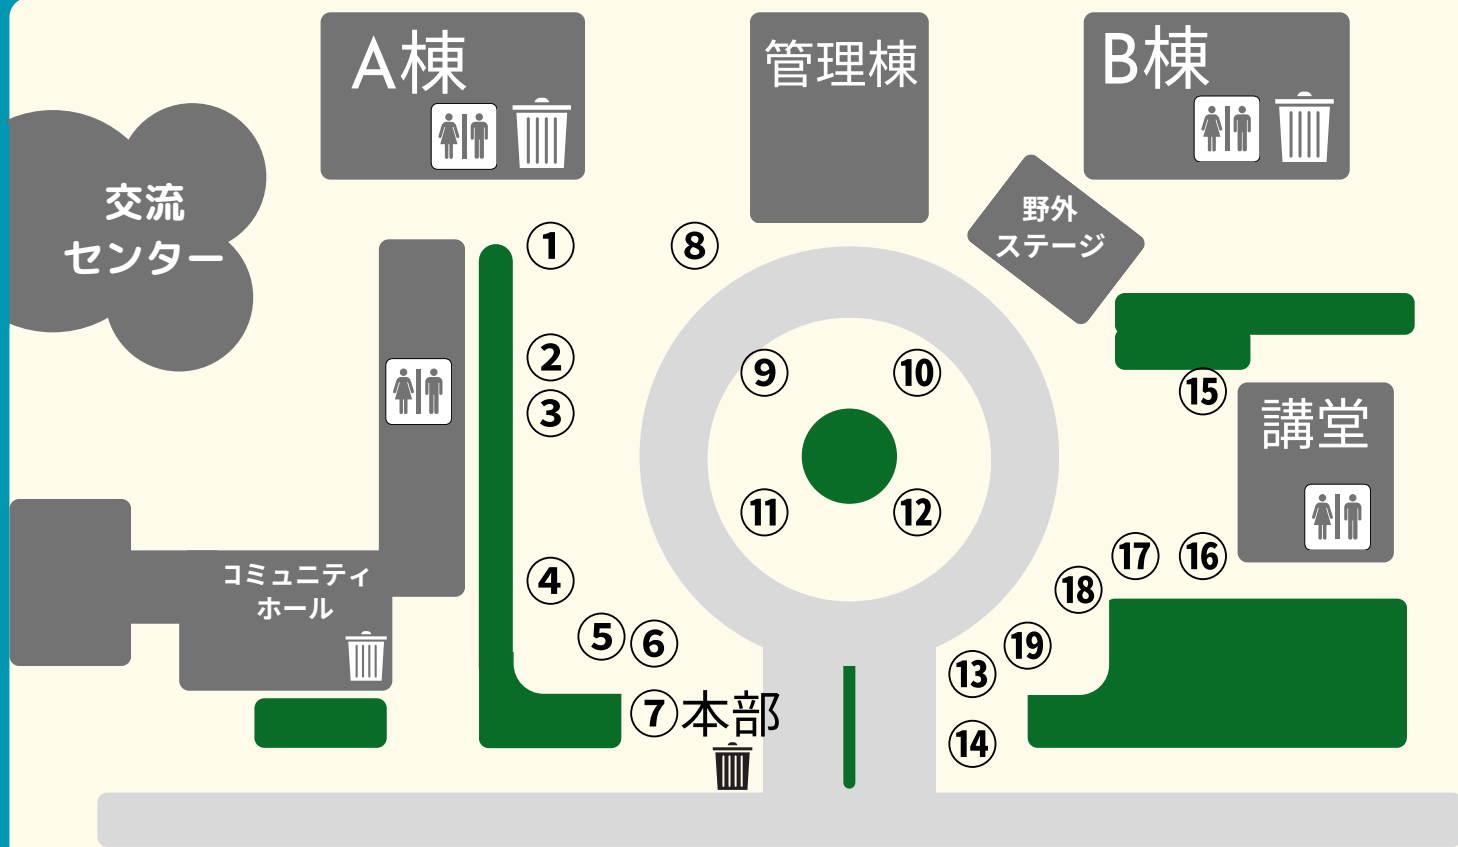 A棟
管理棟
B棟
交流
センター
野外
ステージ
①
⑧
②
③
⑨
⑩
⑮
講堂
⑪
⑫
コミュニティ
ホール
④
⑰
⑯
⑱
⑤
⑥
⑲
⑬
⑦本部
⑭